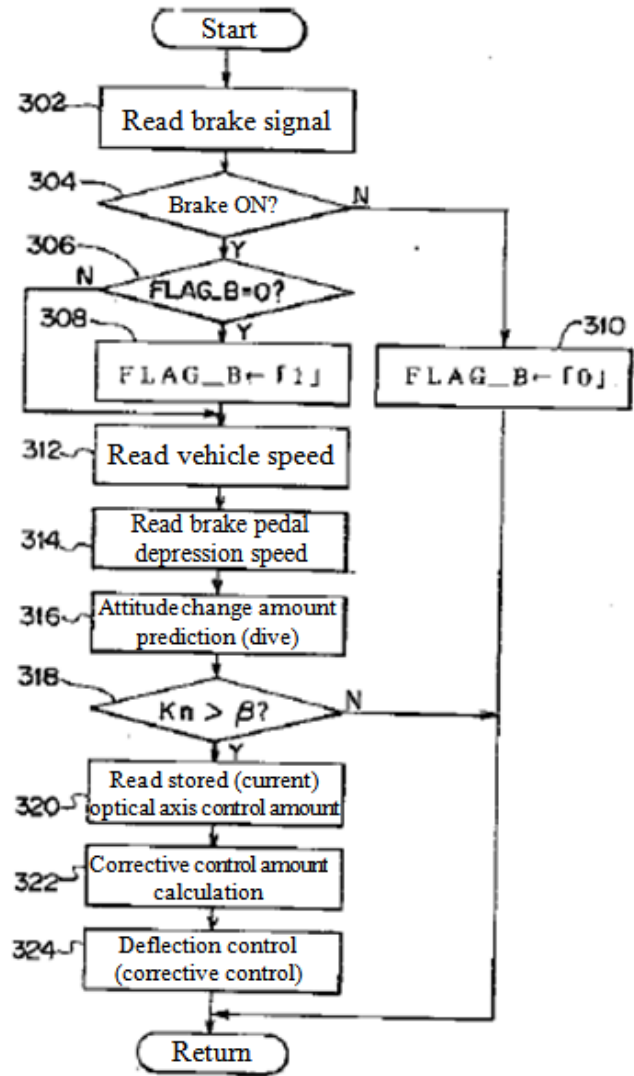 Start
302
Read brake signal
304
Brake ON?
N
Y
306
N
FLAG_B=0?
308
Y
310
FLAG_B←「1」
FLAG_B←「0」
312
Read vehicle speed
314
Read brake pedal
depression speed
316
Attitude change amount
prediction (dive)
318
Kn > β?
N
Y
320
Read stored (current)
optical axis control amount
322
Corrective control amount
calculation
324
Deflection control
(corrective control)
Return